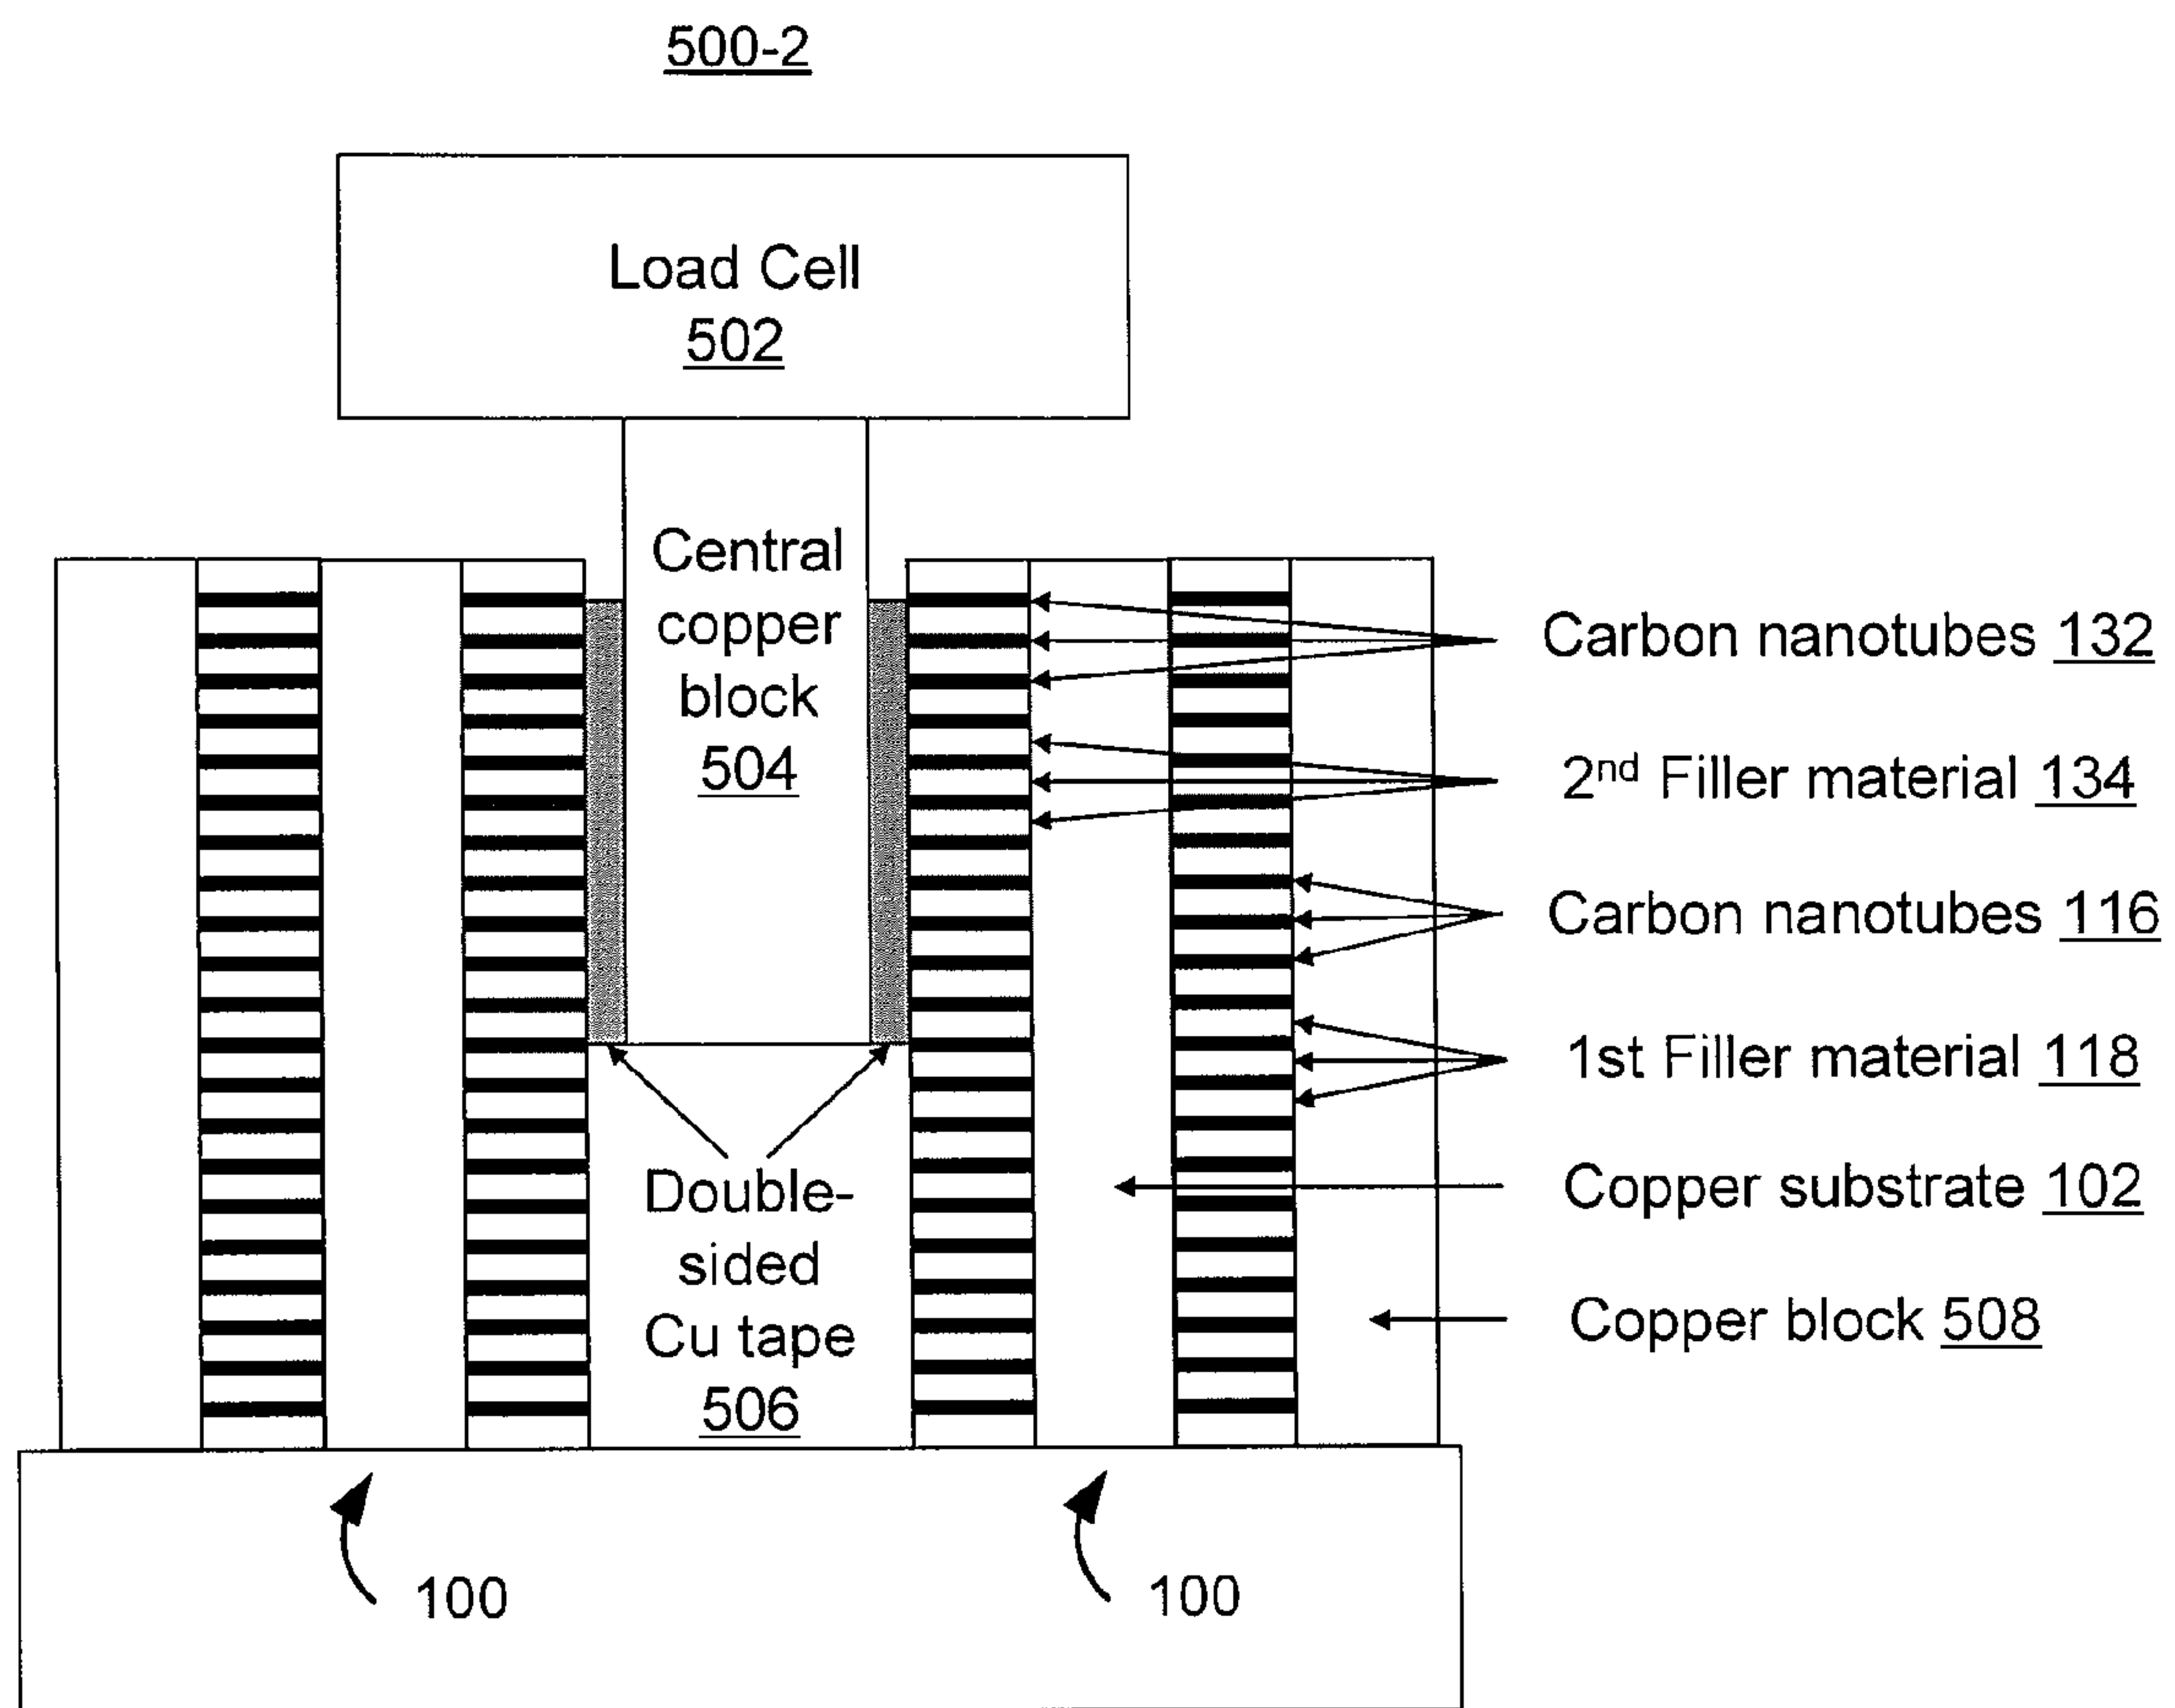 500-2
Load Cell
502
Central
copper
block
504
Carbon nanotubes 132
2nd Filler material 134
Carbon nanotubes 116
1st Filler material 118
Copper substrate 102
Copper block 508
Double-
sided
Cu tape
506
100
100